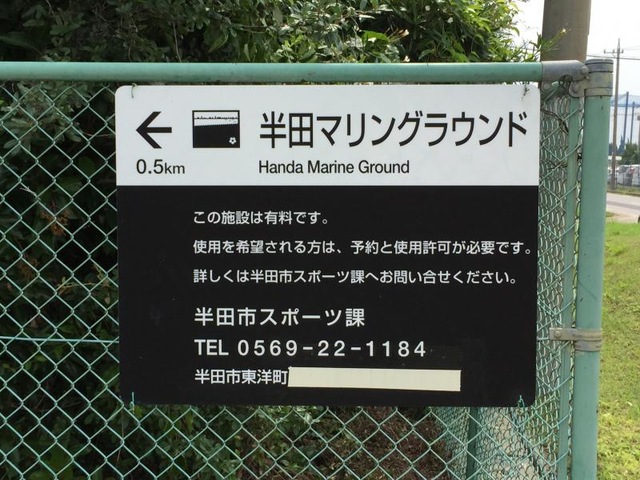 半田マリングラウンド
0.5km
Handa Marine Ground
この施設は有料です。
使用を希望される方は、予約と使用許可が必要です。
詳しくは半田市スポーツ課へお問い合せください。
半田市スポーツ課
TEL 0569-22-1184
半田市東洋町